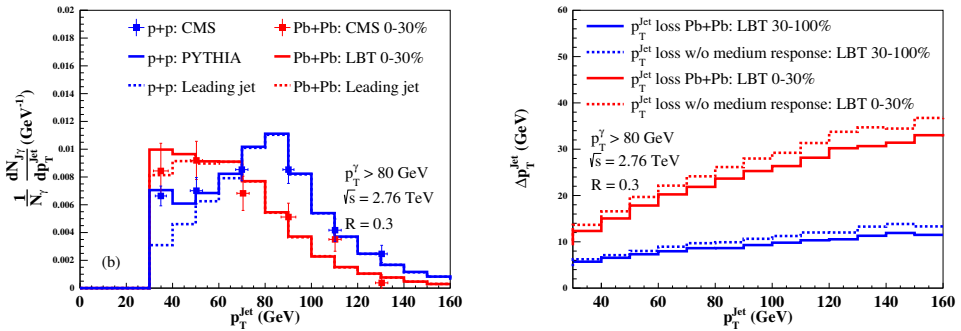 0.02
0.018
0.016
0.014
0.012
0.01
0.008
0.006
0.004
0.002
0
1/Nγ dN_Jγ/dp_T^Jet (GeV⁻¹)
p+p: CMS
p+p: PYTHIA
p+p: Leading jet
Pb+Pb: CMS 0-30%
Pb+Pb: LBT 0-30%
Pb+Pb: Leading jet
p_T^γ > 80 GeV
√s = 2.76 TeV
R = 0.3
(b)
0 20 40 60 80 100 120 140 160
p_T^Jet (GeV)
60
50
40
30
20
10
0
Δp_T^Jet (GeV)
p_T^Jet loss Pb+Pb: LBT 30-100%
p_T^Jet loss w/o medium response: LBT 30-100%
p_T^Jet loss Pb+Pb: LBT 0-30%
p_T^Jet loss w/o medium response: LBT 0-30%
p_T^γ > 80 GeV
√s = 2.76 TeV
R = 0.3
40 60 80 100 120 140 160
p_T^Jet (GeV)